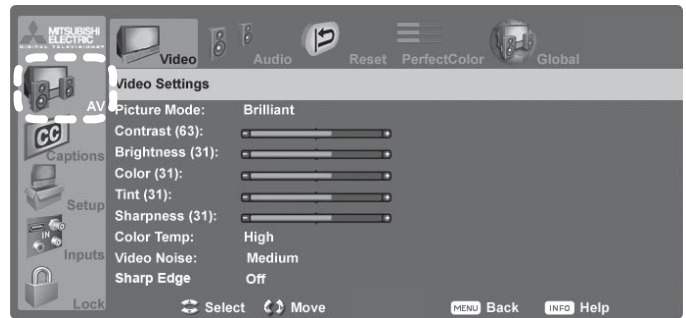 MITSUBISHI
ELECTRIC
DIGITAL TELEVISIONS
Video
Audio
Reset
PerfectColor
Global
AV
Captions
Setup
Inputs
Lock
CC
IN
Video Settings
Picture Mode: Brilliant
Contrast (63):
Brightness (31):
Color (31):
Tint (31):
Sharpness (31):
Color Temp: High
Video Noise: Medium
Sharp Edge Off
Select Move MENU Back INFO Help